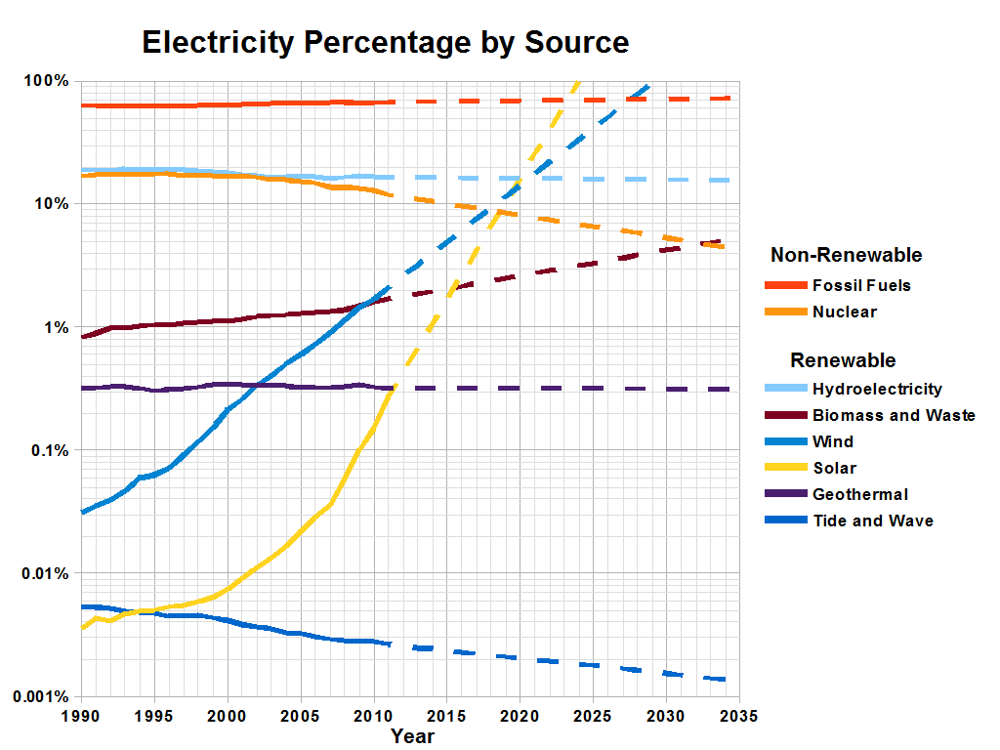 Electricity Percentage by Source
100%
10%
1%
0.1%
0.01%
0.001%
1990 1995 2000 2005 2010 2015 2020 2025 2030 2035
Year
Non-Renewable
Fossil Fuels
Nuclear
Renewable
Hydroelectricity
Biomass and Waste
Wind
Solar
Geothermal
Tide and Wave